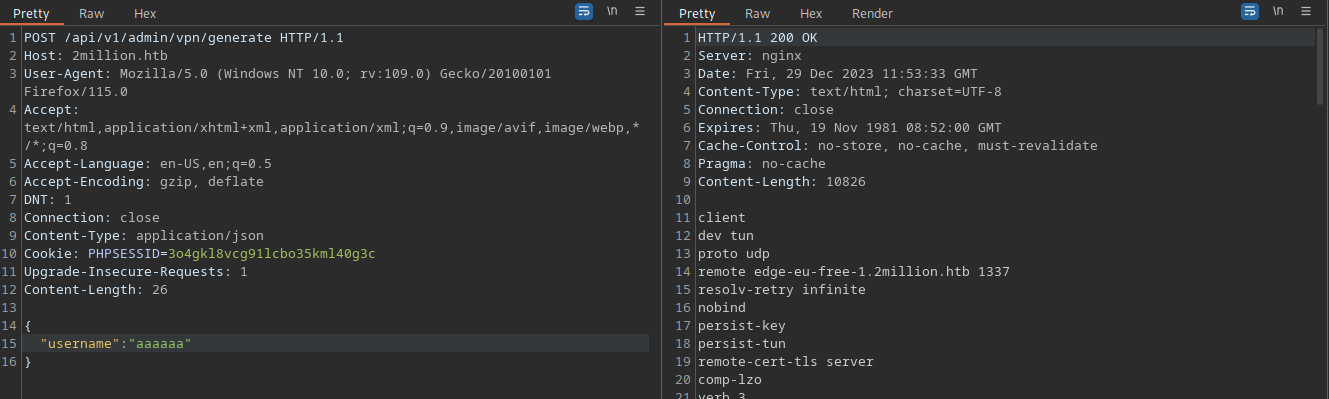 Pretty Raw Hex \n
1 POST /api/v1/admin/vpn/generate HTTP/1.1
2 Host: 2million.htb
3 User-Agent: Mozilla/5.0 (Windows NT 10.0; rv:109.0) Gecko/20100101
Firefox/115.0
4 Accept:
text/html,application/xhtml+xml,application/xml;q=0.9,image/avif,image/webp,*
/*;q=0.8
5 Accept-Language: en-US,en;q=0.5
6 Accept-Encoding: gzip, deflate
7 DNT: 1
8 Connection: close
9 Content-Type: application/json
10 Cookie: PHPSESSID=3o4gkl8vcg91lcbo35kml40g3c
11 Upgrade-Insecure-Requests: 1
12 Content-Length: 26
13
14 {
15 "username":"aaaaaa"
16 }
Pretty Raw Hex Render \n
1 HTTP/1.1 200 OK
2 Server: nginx
3 Date: Fri, 29 Dec 2023 11:53:33 GMT
4 Content-Type: text/html; charset=UTF-8
5 Connection: close
6 Expires: Thu, 19 Nov 1981 08:52:00 GMT
7 Cache-Control: no-store, no-cache, must-revalidate
8 Pragma: no-cache
9 Content-Length: 10826
10
11 client
12 dev tun
13 proto udp
14 remote edge-eu-free-1.2million.htb 1337
15 resolv-retry infinite
16 nobind
17 persist-key
18 persist-tun
19 remote-cert-tls server
20 comp-lzo
21 verb 3